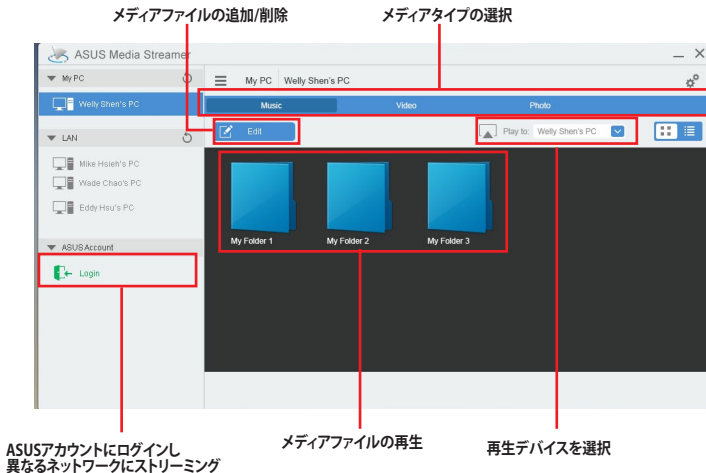 メディアファイルの追加/削除
メディアタイプの選択
ASUS Media Streamer
My PC
My PC Welly Shen's PC
Welly Shen's PC
Music Video Photo
Edit
Play to: Welly Shen's PC
LAN
Mike Hsieh's PC
Wade Chao's PC
Eddy Hsu's PC
My Folder 1 My Folder 2 My Folder 3
ASUS Account
Login
メディアファイルの再生
再生デバイスを選択
ASUSアカウントにログインし
異なるネットワークにストリーミング